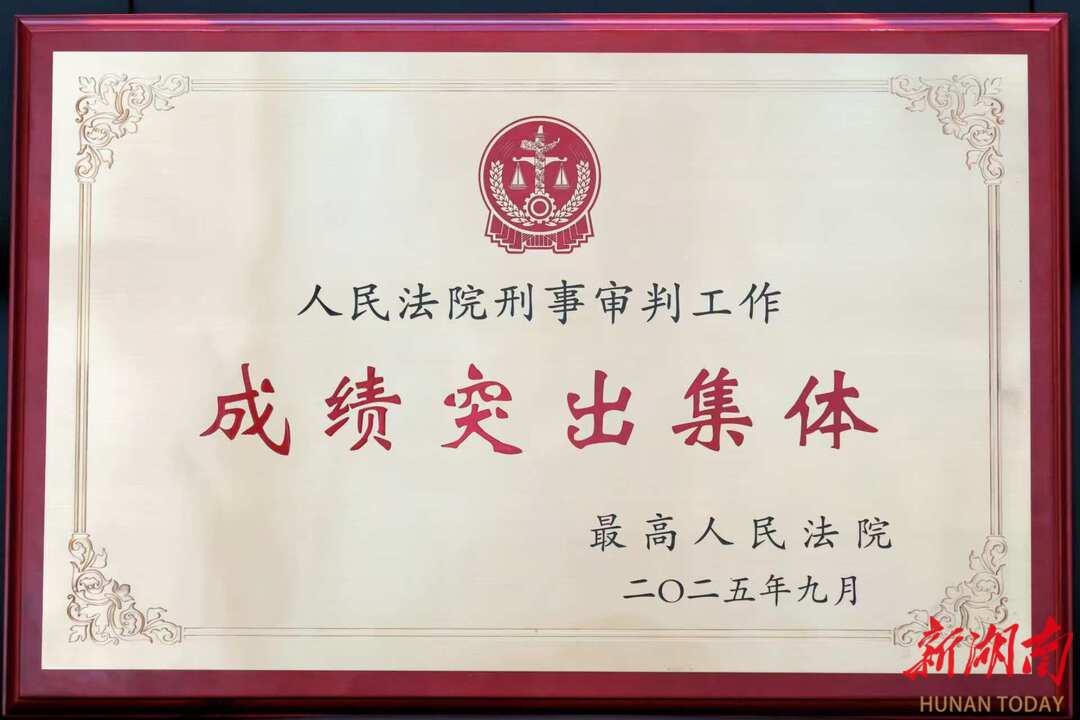 人民法院刑事审判工作
成绩突出集体
最高人民法院
二〇二五年九月
新湖南
HUNAN TODAY